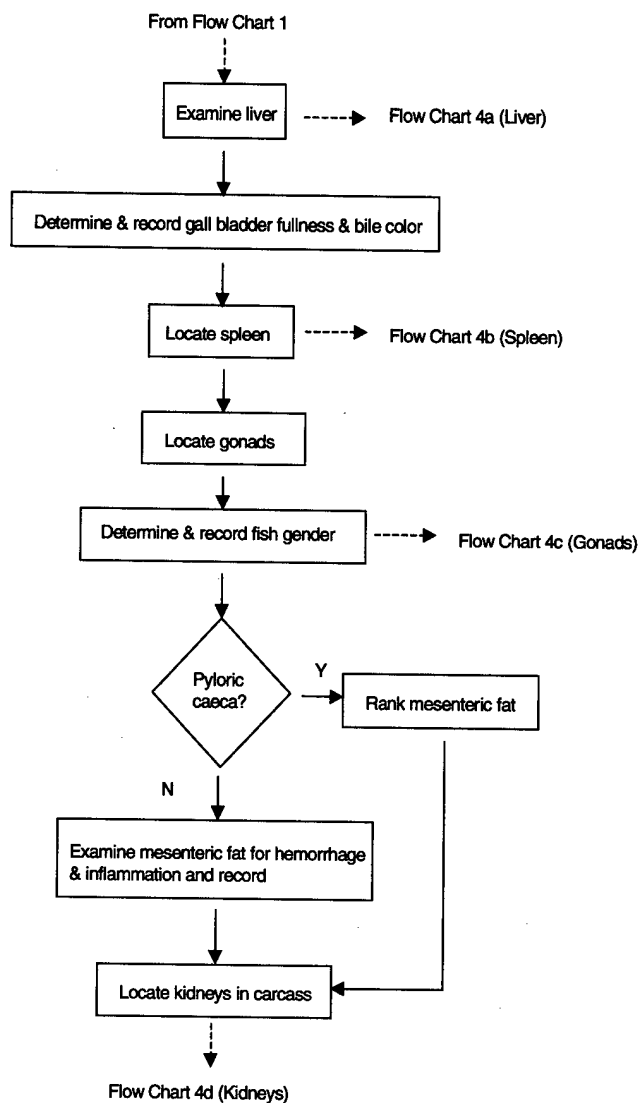 From Flow Chart 1
Examine liver
Flow Chart 4a (Liver)
Determine & record gall bladder fullness & bile color
Locate spleen
Flow Chart 4b (Spleen)
Locate gonads
Determine & record fish gender
Flow Chart 4c (Gonads)
Pyloric
caeca?
Y
Rank mesenteric fat
N
Examine mesenteric fat for hemorrhage
& inflammation and record
Locate kidneys in carcass
Flow Chart 4d (Kidneys)